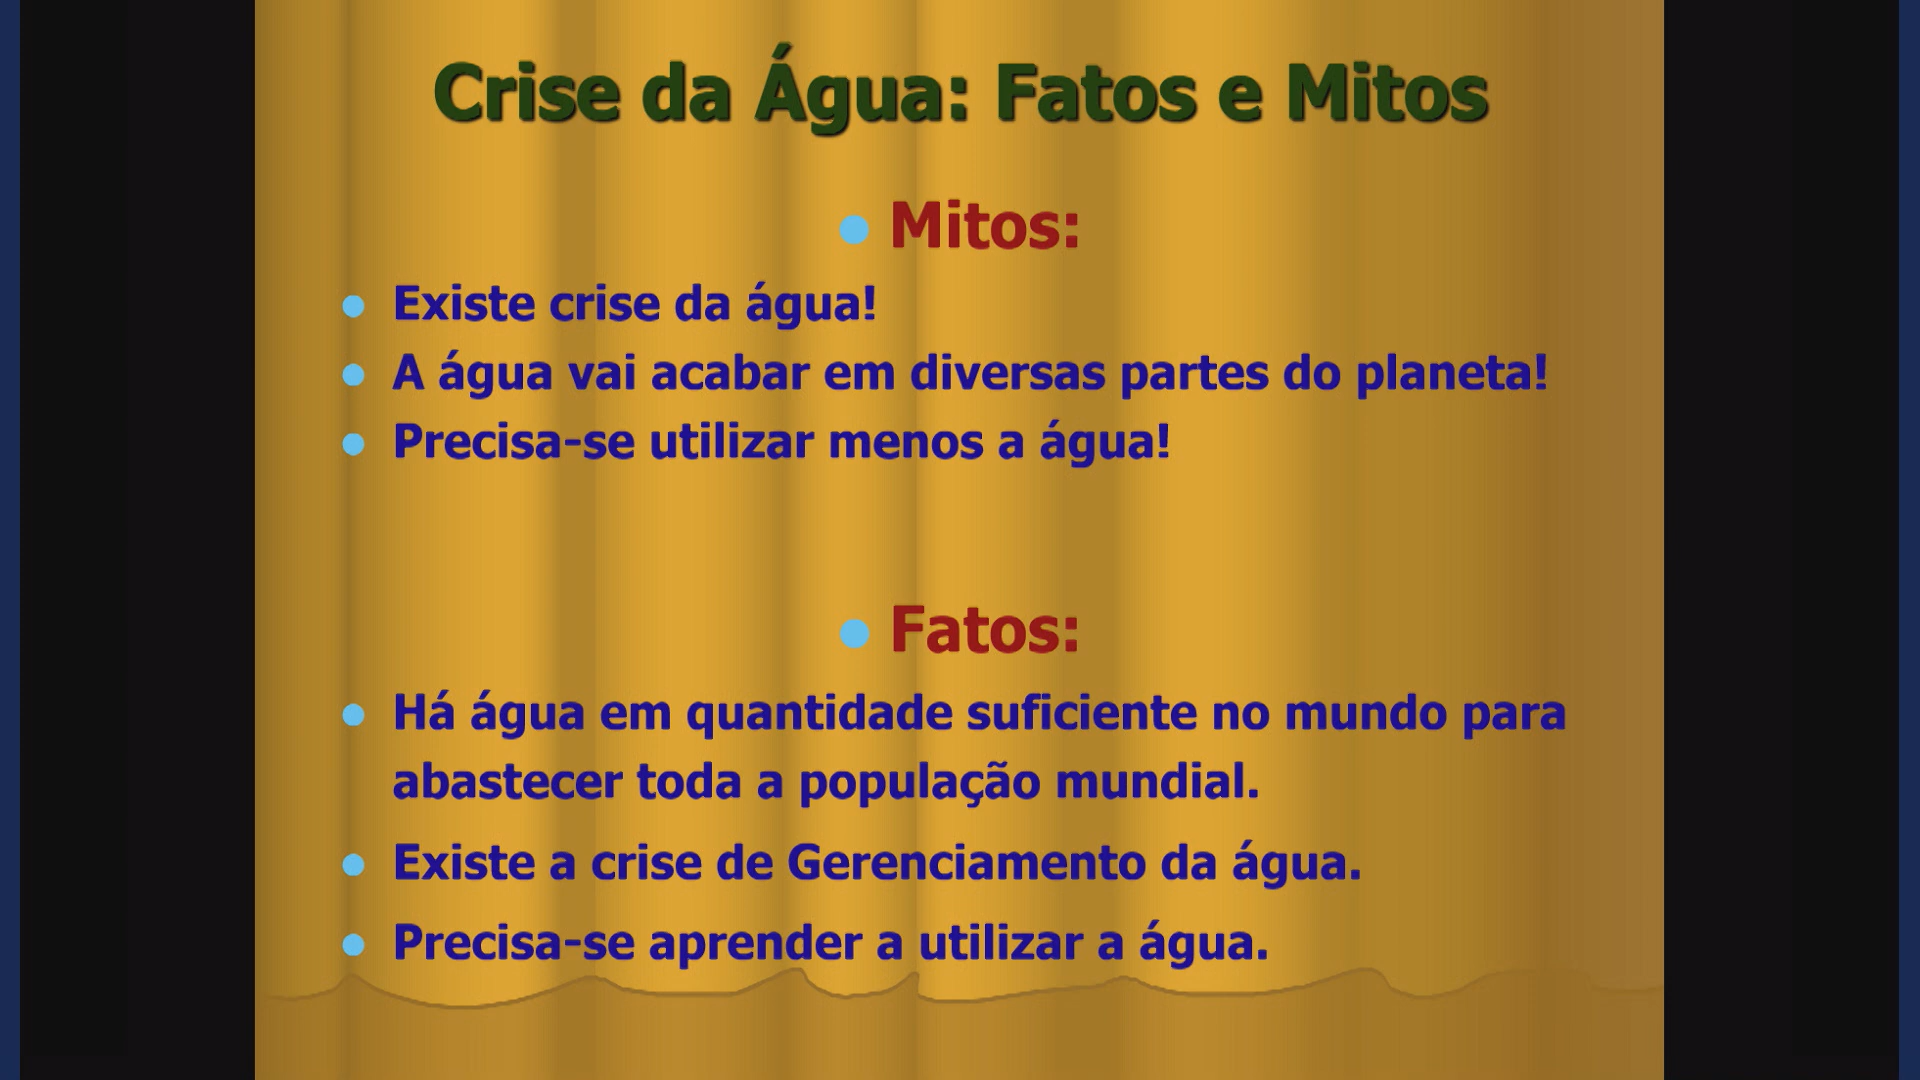 Crise da Água: Fatos e Mitos
Mitos:
Existe crise da água!
A água vai acabar em diversas partes do planeta!
Precisa-se utilizar menos a água!
Fatos:
Há água em quantidade suficiente no mundo para
abastecer toda a população mundial.
Existe a crise de Gerenciamento da água.
Precisa-se aprender a utilizar a água.